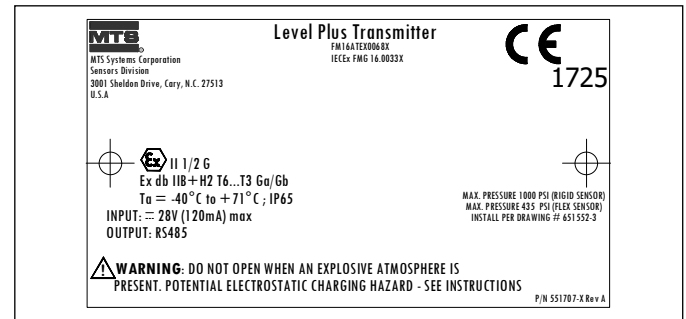 MTS
MTS Systems Corporation
Sensors Division
3001 Sheldon Drive, Cary, N.C. 27513
U.S.A
Level Plus Transmitter
FM16ATEX0068X
IECEx FMG 16.0033X
CE
1725
Ex II 1/2 G
Ex db IIB+H2 T6...T3 Ga/Gb
Ta = -40°C to +71°C ; IP65
INPUT: ⎓ 28V (120mA) max
OUTPUT: RS485
MAX. PRESSURE 1000 PSI (RIGID SENSOR)
MAX. PRESSURE 435 PSI (FLEX SENSOR)
INSTALL PER DRAWING # 651552-3
WARNING: DO NOT OPEN WHEN AN EXPLOSIVE ATMOSPHERE IS
PRESENT. POTENTIAL ELECTROSTATIC CHARGING HAZARD - SEE INSTRUCTIONS
P/N 551707-X Rev A